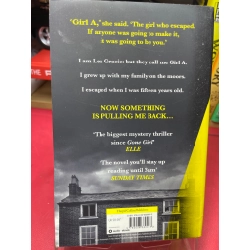 'Girl A,' she said. 'The girl who escaped.
If anyone was going to make it,
it was going to be you.'
I am Lex Gracie: but they call me Girl A.
I grew up with my family on the moors.
I escaped when I was fifteen years old.
NOW SOMETHING
IS PULLING ME BACK...
'The biggest mystery thriller
since Gone Girl'
ELLE
'The novel you'll stay up
reading until 3am'
SUNDAY TIMES